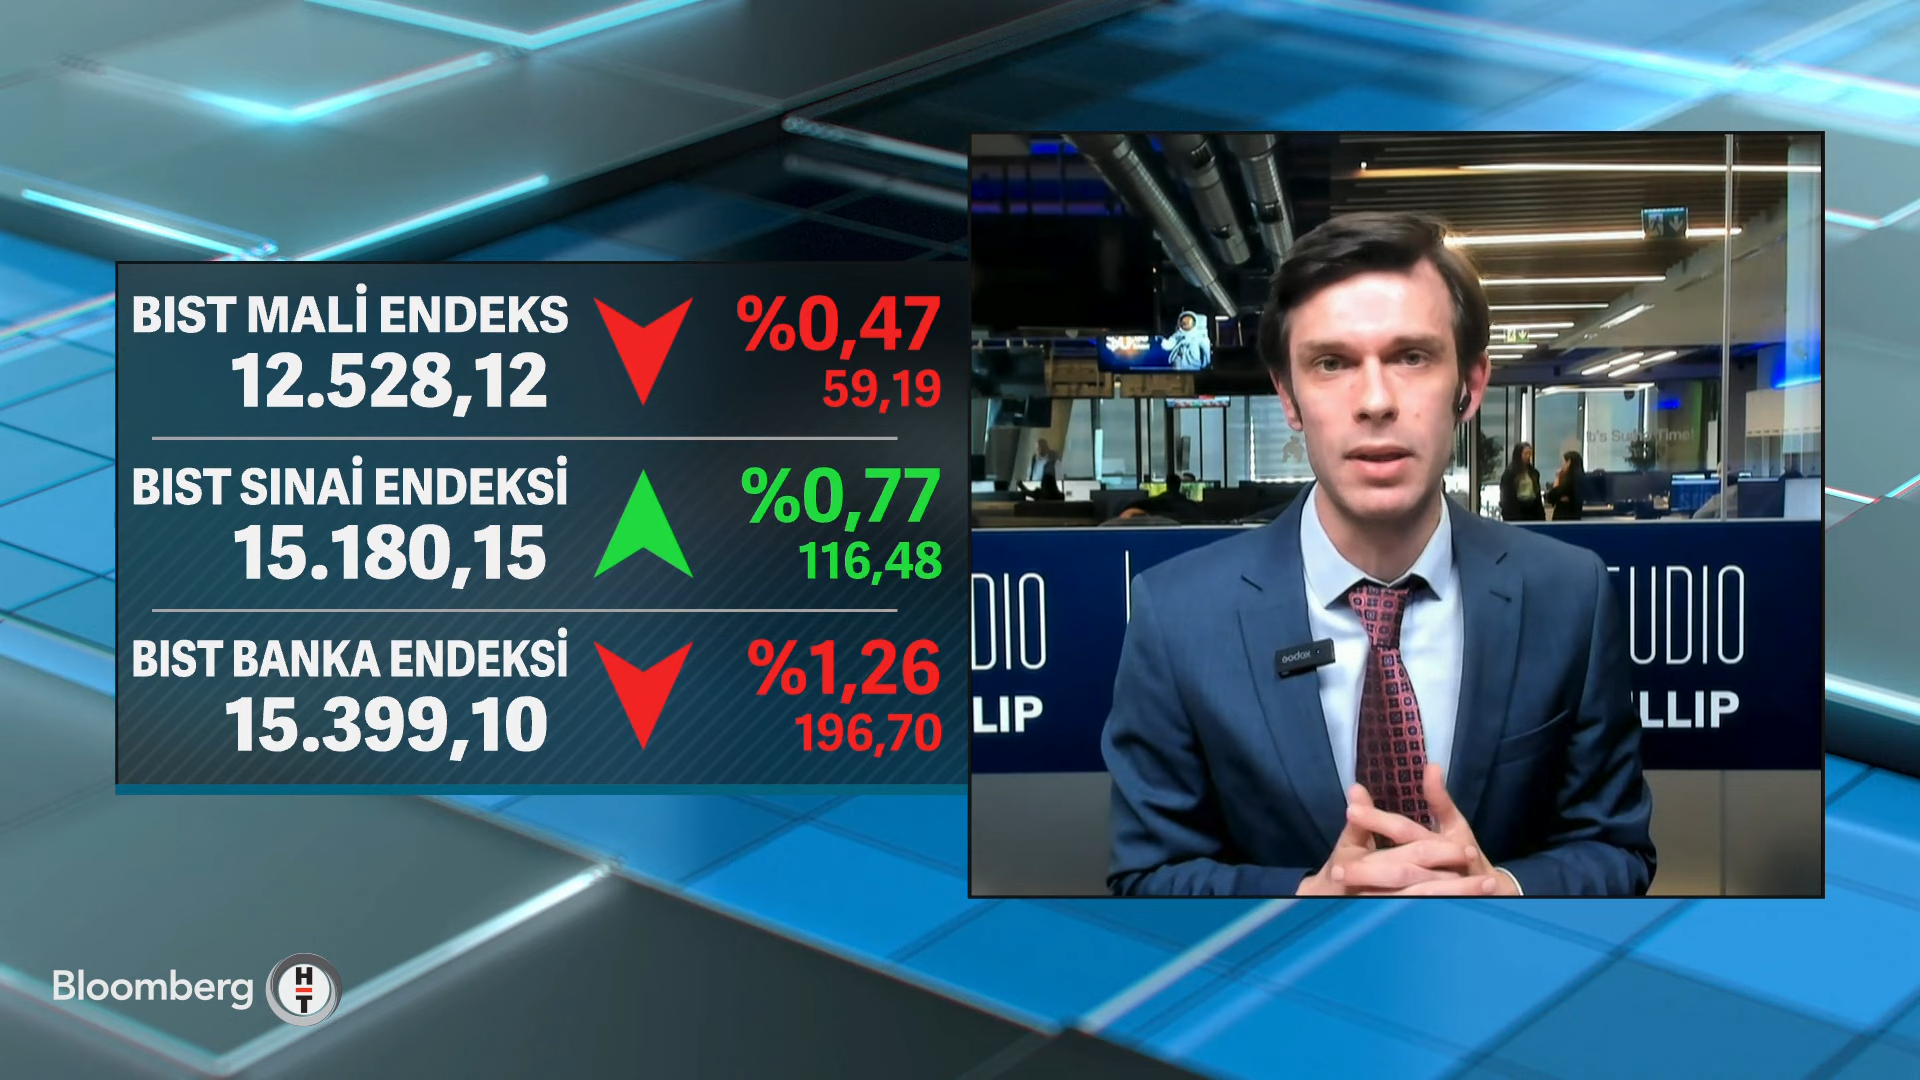 BIST MALİ ENDEKS
%0,47
12.528,12
59,19
BIST SINAİ ENDEKSİ
%0,77
15.180,15
116,48
BIST BANKA ENDEKSİ
%1,26
15.399,10
196,70
DIO
UDIO
LIP
LLIP
godox
Bloomberg HT